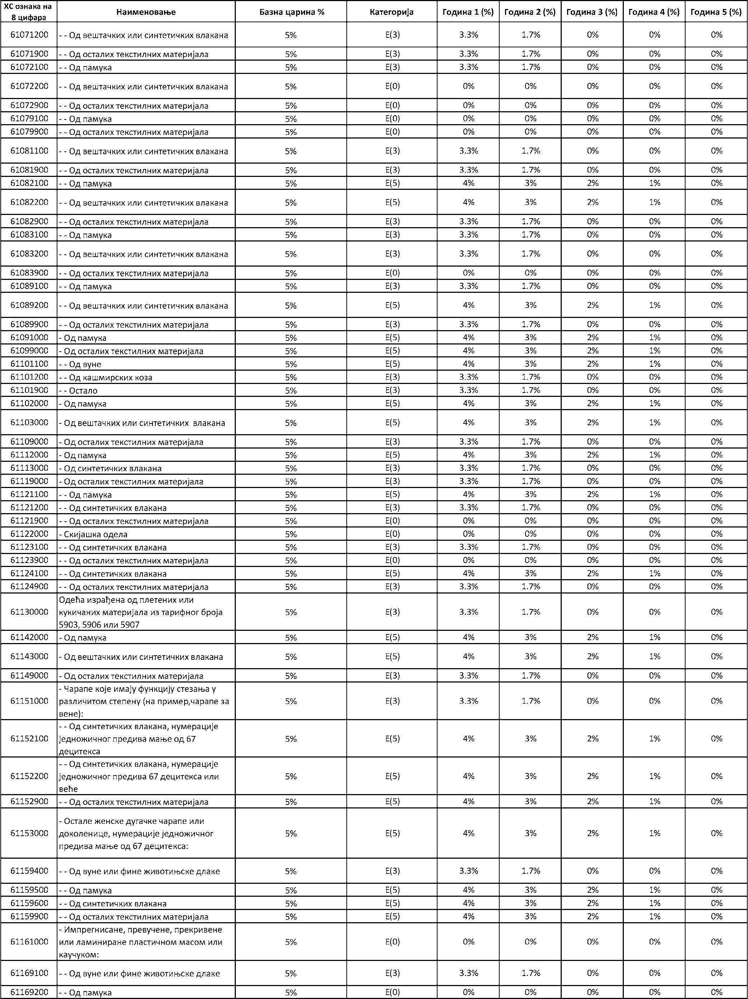 ХС ознака на 8 цифара Наименовање Базна царина % Категорија Година 1 (%) Година 2 (%) Година 3 (%) Година 4 (%) Година 5 (%)
61071200 - - Од вештачких или синтетичких влакана 5% E(3) 3.3% 1.7% 0% 0% 0%
61071900 - - Од осталих текстилних материјала 5% E(3) 3.3% 1.7% 0% 0% 0%
61072100 - - Од памука 5% E(3) 3.3% 1.7% 0% 0% 0%
61072200 - - Од вештачких или синтетичких влакана 5% E(0) 0% 0% 0% 0% 0%
61072900 - - Од осталих текстилних материјала 5% E(0) 0% 0% 0% 0% 0%
61079100 - - Од памука 5% E(0) 0% 0% 0% 0% 0%
61079900 - - Од осталих текстилних материјала 5% E(0) 0% 0% 0% 0% 0%
61081100 - - Од вештачких или синтетичких влакана 5% E(3) 3.3% 1.7% 0% 0% 0%
61081900 - - Од осталих текстилних материјала 5% E(3) 3.3% 1.7% 0% 0% 0%
61082100 - - Од памука 5% E(5) 4% 3% 2% 1% 0%
61082200 - - Од вештачких или синтетичких влакана 5% E(5) 4% 3% 2% 1% 0%
61082900 - - Од осталих текстилних материјала 5% E(3) 3.3% 1.7% 0% 0% 0%
61083100 - - Од памука 5% E(3) 3.3% 1.7% 0% 0% 0%
61083200 - - Од вештачких или синтетичких влакана 5% E(3) 3.3% 1.7% 0% 0% 0%
61083900 - - Од осталих текстилних материјала 5% E(0) 0% 0% 0% 0% 0%
61089100 - - Од памука 5% E(3) 3.3% 1.7% 0% 0% 0%
61089200 - - Од вештачких или синтетичких влакана 5% E(5) 4% 3% 2% 1% 0%
61089900 - - Од осталих текстилних материјала 5% E(3) 3.3% 1.7% 0% 0% 0%
61091000 - Од памука 5% E(5) 4% 3% 2% 1% 0%
61099000 - Од осталих текстилних материјала 5% E(5) 4% 3% 2% 1% 0%
61101100 - - Од вуне 5% E(5) 4% 3% 2% 1% 0%
61101200 - - Од кашмирских коза 5% E(3) 3.3% 1.7% 0% 0% 0%
61101900 - - Остало 5% E(3) 3.3% 1.7% 0% 0% 0%
61102000 - Од памука 5% E(5) 4% 3% 2% 1% 0%
61103000 - Од вештачких или синтетичких влакана 5% E(5) 4% 3% 2% 1% 0%
61109000 - Од осталих текстилних материјала 5% E(3) 3.3% 1.7% 0% 0% 0%
61112000 - Од памука 5% E(5) 4% 3% 2% 1% 0%
61113000 - Од синтетичких влакана 5% E(3) 3.3% 1.7% 0% 0% 0%
61119000 - Од осталих текстилних материјала 5% E(3) 3.3% 1.7% 0% 0% 0%
61121100 - - Од памука 5% E(5) 4% 3% 2% 1% 0%
61121200 - - Од синтетичких влакана 5% E(3) 3.3% 1.7% 0% 0% 0%
61121900 - - Од осталих текстилних материјала 5% E(0) 0% 0% 0% 0% 0%
61122000 - Скијашка одела 5% E(0) 0% 0% 0% 0% 0%
61123100 - - Од синтетичких влакана 5% E(3) 3.3% 1.7% 0% 0% 0%
61123900 - - Од осталих текстилних материјала 5% E(0) 0% 0% 0% 0% 0%
61124100 - - Од синтетичких влакана 5% E(5) 4% 3% 2% 1% 0%
61124900 - - Од осталих текстилних материјала 5% E(3) 3.3% 1.7% 0% 0% 0%
Одећа израђена од плетених или
61130000 кукичаних материјала из тарифног броја 5% E(3) 3.3% 1.7% 0% 0% 0%
5903, 5906 или 5907
61142000 - Од памука 5% E(5) 4% 3% 2% 1% 0%
61143000 - Од вештачких или синтетичких влакана 5% E(5) 4% 3% 2% 1% 0%
61149000 - Од осталих текстилних материјала 5% E(3) 3.3% 1.7% 0% 0% 0%
- Чарапе које имају функцију стезања у
61151000 различитом степену (на пример,чарапе за 5% E(3) 3.3% 1.7% 0% 0% 0%
вене):
- - Од синтетичких влакана, нумерације
61152100 једножичног предива мање од 67 5% E(5) 4% 3% 2% 1% 0%
децитекса
- - Од синтетичких влакана, нумерације
61152200 једножичног предива 67 децитекса или 5% E(5) 4% 3% 2% 1% 0%
веће
61152900 - - Од осталих текстилних материјала 5% E(5) 4% 3% 2% 1% 0%
- Остале женске дугачке чарапе или
61153000 доколенице, нумерације једножичног 5% E(5) 4% 3% 2% 1% 0%
предива мање од 67 децитекса:
61159400 - - Од вуне или фине животињске длаке 5% E(3) 3.3% 1.7% 0% 0% 0%
61159500 - - Од памука 5% E(5) 4% 3% 2% 1% 0%
61159600 - - Од синтетичких влакана 5% E(5) 4% 3% 2% 1% 0%
61159900 - - Од осталих текстилних материјала 5% E(5) 4% 3% 2% 1% 0%
- Импрегнисане, превучене, прекривене
61161000 или ламиниране пластичном масом или 5% E(0) 0% 0% 0% 0% 0%
каучуком:
61169100 - - Од вуне или фине животињске длаке 5% E(3) 3.3% 1.7% 0% 0% 0%
61169200 - - Од памука 5% E(0) 0% 0% 0% 0% 0%